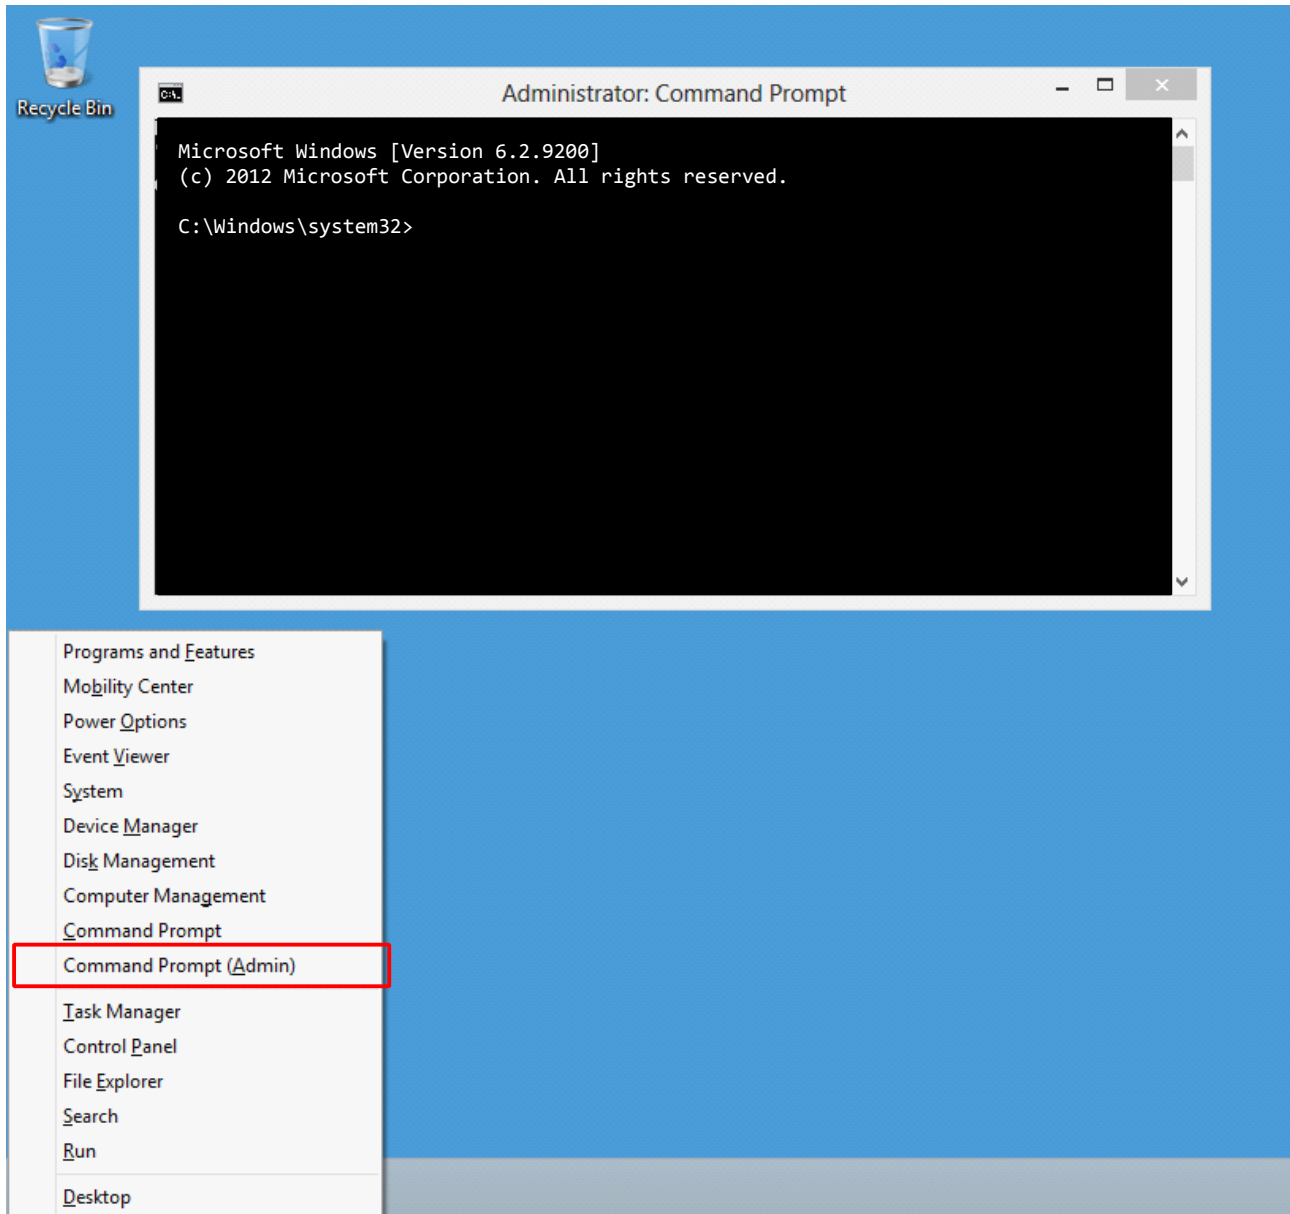 Recycle Bin
Administrator: Command Prompt
Microsoft Windows [Version 6.2.9200]
(c) 2012 Microsoft Corporation. All rights reserved.
C:\Windows\system32>
Programs and Features
Mobility Center
Power Options
Event Viewer
System
Device Manager
Disk Management
Computer Management
Command Prompt
Command Prompt (Admin)
Task Manager
Control Panel
File Explorer
Search
Run
Desktop